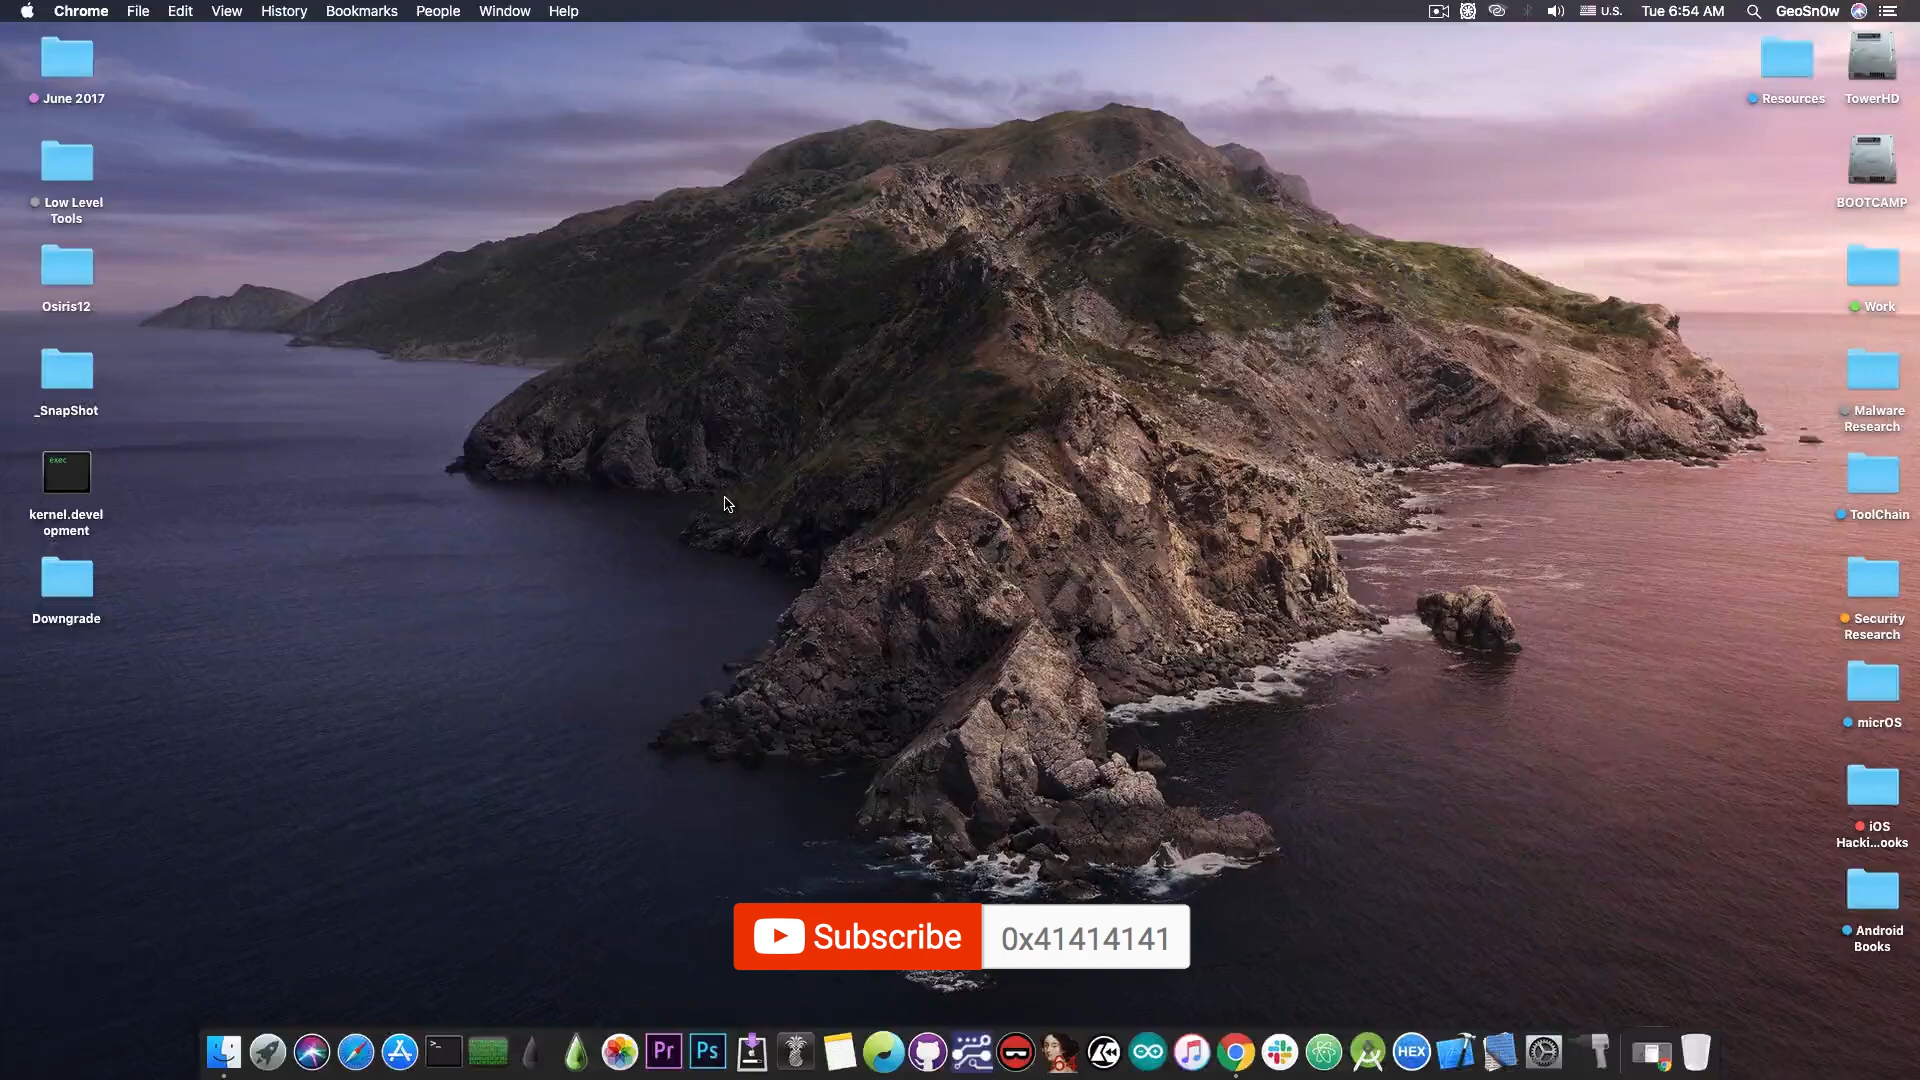 Chrome File Edit View History Bookmarks People Window Help
U.S. Tue 6:54 AM GeoSn0w
June 2017
Low Level
Tools
Osiris12
_SnapShot
exec
kernel.devel
opment
Downgrade
Resources
TowerHD
BOOTCAMP
Work
Malware
Research
ToolChain
Security
Research
micrOS
iOS
Hacki...ooks
Android
Books
Subscribe 0x41414141
Pr
Ps
64
HEX